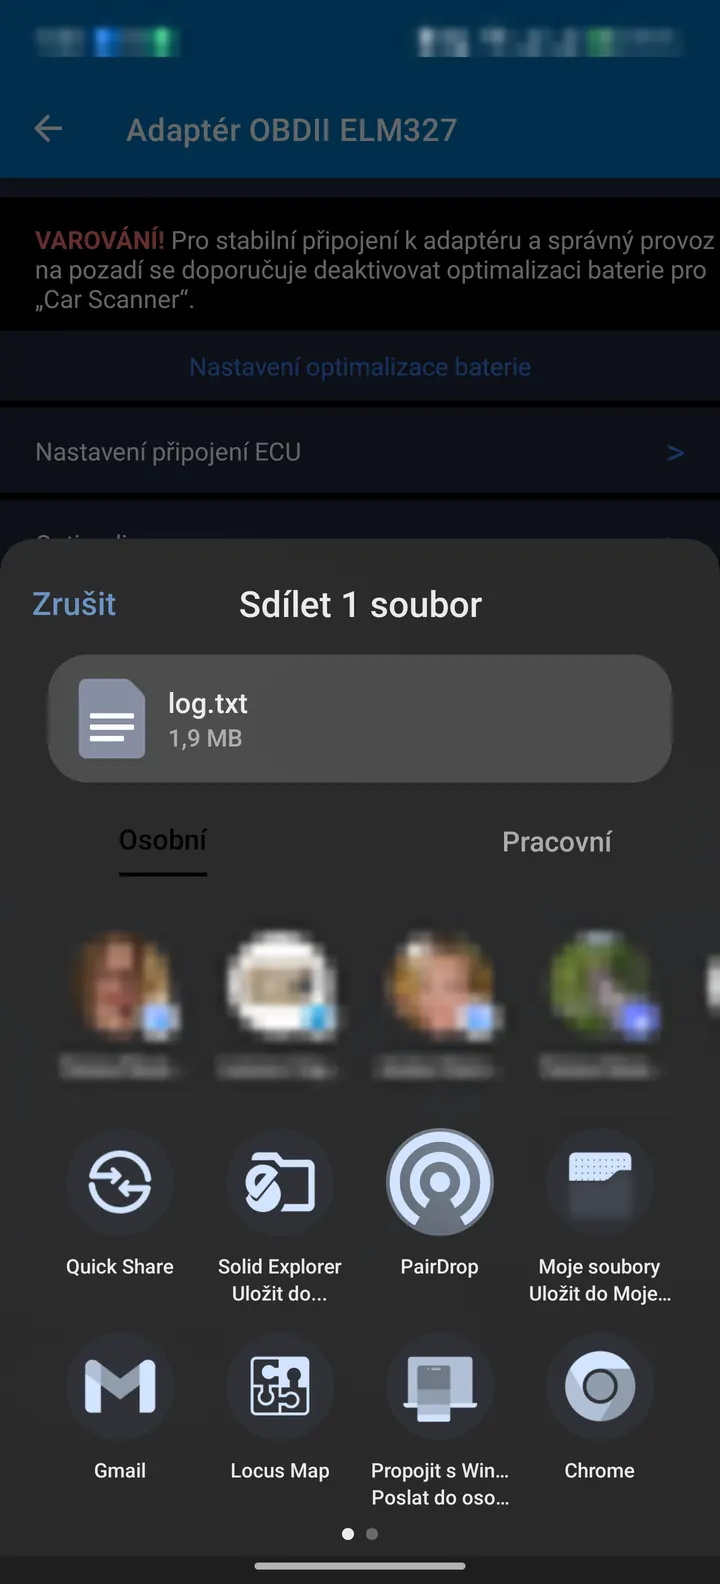 Adaptér OBDII ELM327
VAROVÁNÍ! Pro stabilní připojení k adaptéru a správný provoz
na pozadí se doporučuje deaktivovat optimalizaci baterie pro
„Car Scanner“.
Nastavení optimalizace baterie
Nastavení připojení ECU >
Zrušit
Sdílet 1 soubor
log.txt
1,9 MB
Osobní
Pracovní
Quick Share
Solid Explorer
Uložit do...
PairDrop
Moje soubory
Uložit do Moje...
Gmail
Locus Map
Propojit s Win...
Poslat do oso...
Chrome